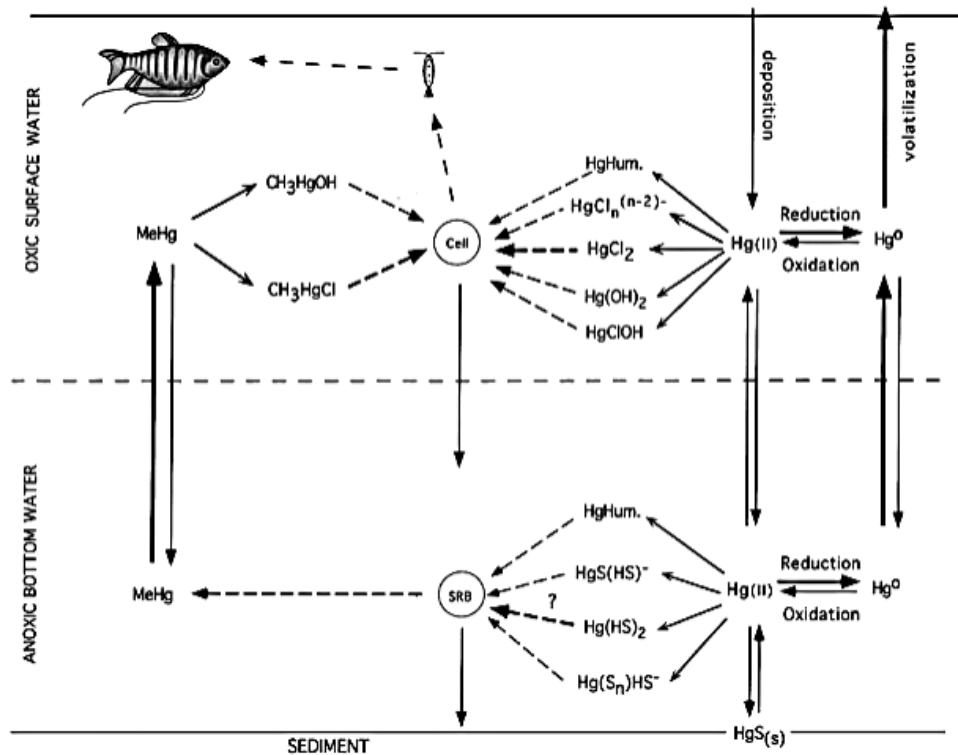 OXIC SURFACE WATER
deposition
volatilization
CH₃HgOH
HgHum.
HgClₙ⁽ⁿ⁻²⁾⁻
MeHg
Cell
HgCl₂
Hg(II)
Reduction
Oxidation
Hg⁰
CH₃HgCl
Hg(OH)₂
HgClOH
ANOXIC BOTTOM WATER
HgHum.
HgS(HS)⁻
MeHg
SRB
?
Hg(HS)₂
Hg(II)
Reduction
Oxidation
Hg⁰
Hg(Sₙ)HS⁻
HgS(s)
SEDIMENT